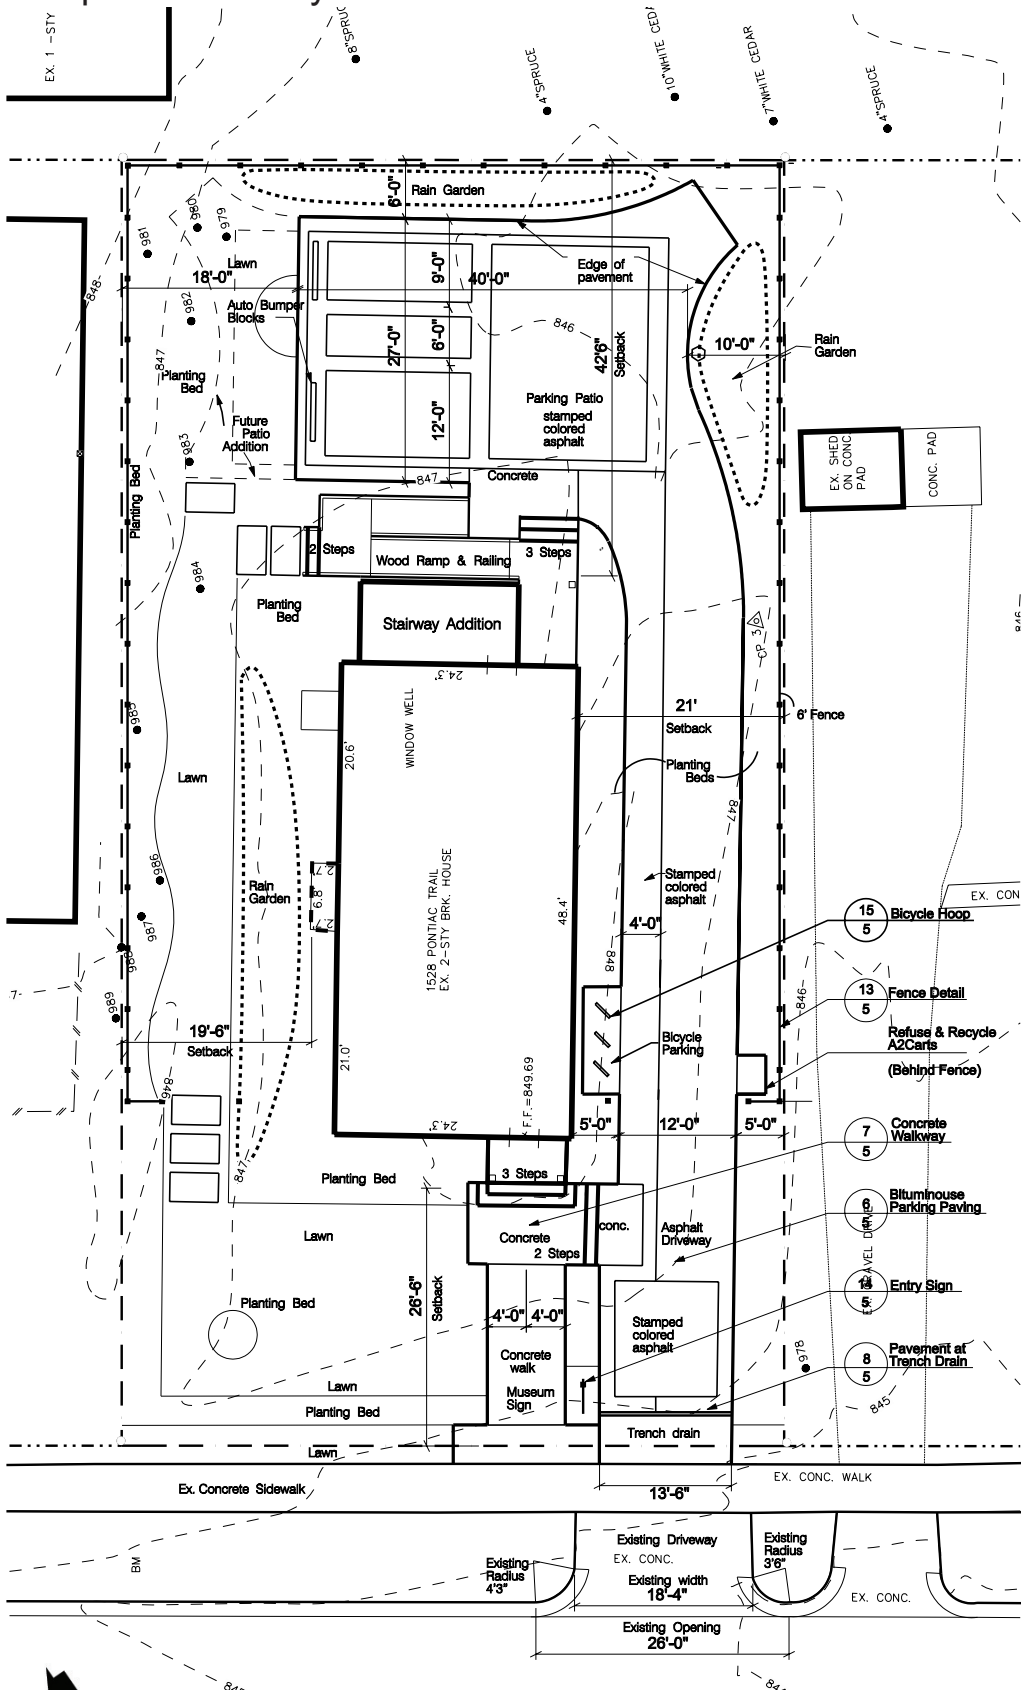 EX. 1 -STY
8"SPRUC
4"SPRUCE
10"WHITE CEDA
7"WHITE CEDAR
4"SPRUCE
6'-0"
Rain Garden
980
979
981
Lawn
18'-0"
848
9'-0"
40'-0"
Edge of
pavement
982
Auto Bumper
Blocks
27'-0"
6'-0"
846
42'6"
Setback
10'-0"
Rain
Garden
847
Planting
Bed
Parking Patio
stamped
colored
asphalt
12'-0"
Future
Patio
Addition
983
EX. SHED
ON CONC
PAD
CONC. PAD
Planting Bed
847
Concrete
2 Steps
Wood Ramp & Railing
3 Steps
984
Planting
Bed
Stairway Addition
CP 3
846
24.3'
21'
Setback
6' Fence
985
WINDOW WELL
20.6'
Lawn
Planting
Beds
847
986
Rain
Garden
2.7'
6.8'
2.7'
1528 PONTIAC TRAIL
EX. 2-STY BRK. HOUSE
48.4'
Stamped
colored
asphalt
4'-0"
EX. CON
15
5
Bicycle Hoop
987
988
848
989
846
13
5
Fence Detail
19'-6"
Setback
Bicycle
Parking
Refuse & Recycle
A2Carts
(Behind Fence)
21.0'
F.F.=849.69
846
24.3'
5'-0"
12'-0"
5'-0"
7
5
Concrete
Walkway
847
Planting Bed
3 Steps
6
5
Bituminouse
Parking Paving
Lawn
Concrete
conc.
2 Steps
Asphalt
Driveway
14
5
Entry Sign
26'-6"
Setback
Planting Bed
4'-0"
4'-0"
Stamped
colored
asphalt
978
8
5
Pavement at
Trench Drain
Concrete
walk
Museum
Sign
Lawn
Planting Bed
845
Trench drain
Lawn
EX. CONC. WALK
Ex. Concrete Sidewalk
13'-6"
BM
Existing Driveway
EX. CONC.
Existing
Radius
3'6"
Existing
Radius
4'3"
Existing width
18'-4"
EX. CONC.
Existing Opening
26'-0"